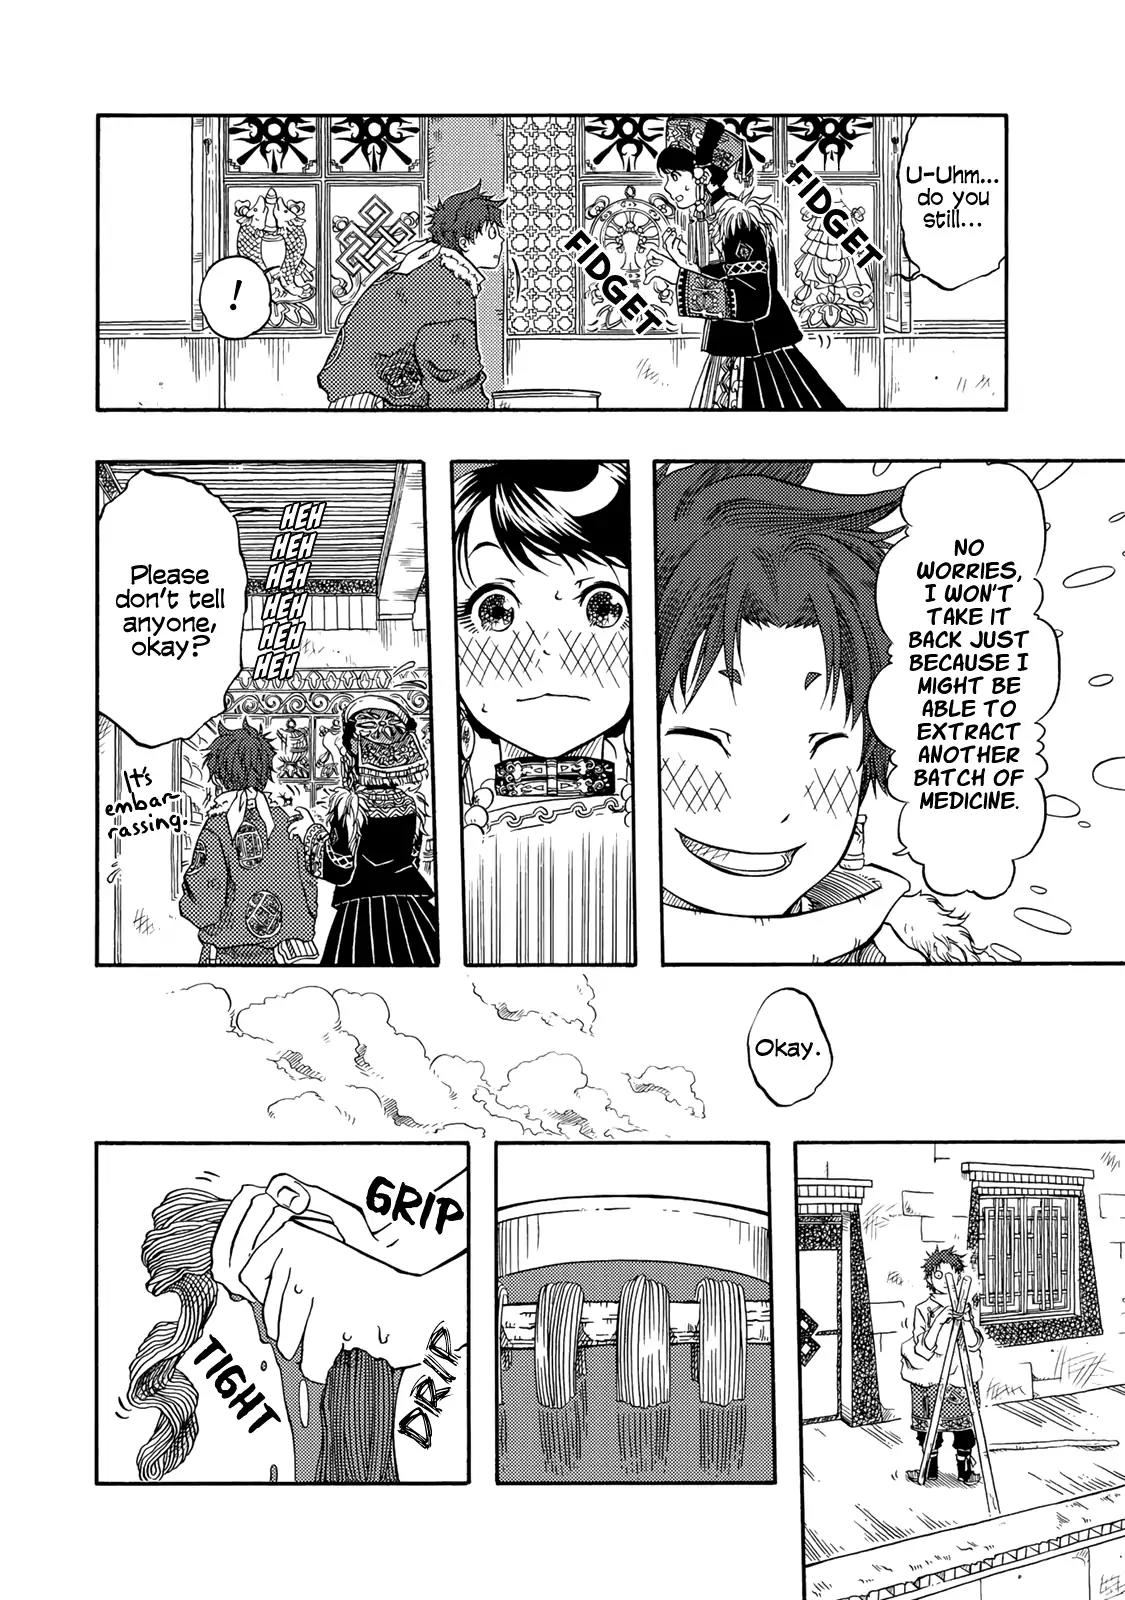 U-Uhm...
do you
still...
FIDGET
FIDGET
!
NO
WORRIES,
I WON'T
TAKE IT
BACK JUST
BECAUSE I
MIGHT BE
ABLE TO
EXTRACT
ANOTHER
BATCH OF
MEDICINE.
HEH
HEH
HEH
HEH
HEH
HEH
Please
don't tell
anyone,
okay?
It's
embar-
rassing.
Okay.
GRIP
TIGHT
DRIP